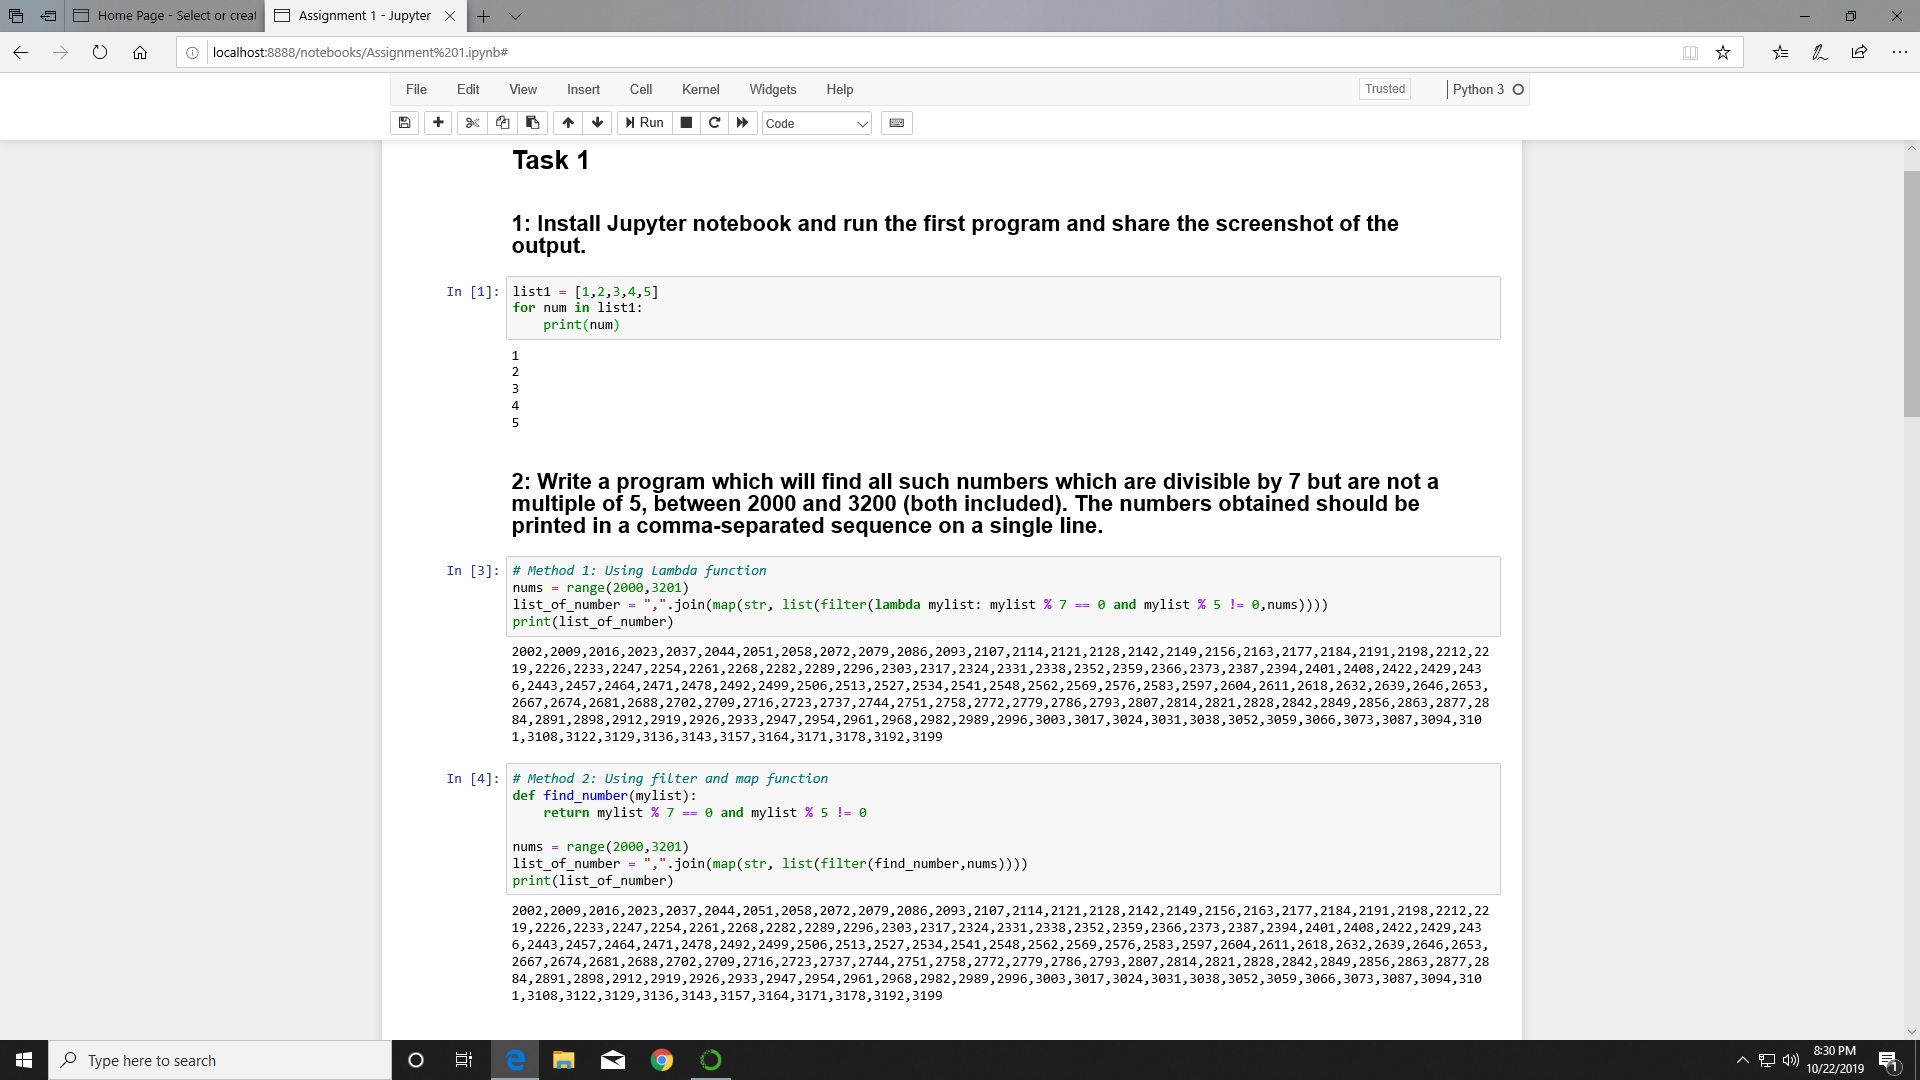 Home Page - Select or creat
Assignment 1 - Jupyter
localhost:8888/notebooks/Assignment%201.ipynb#
File Edit View Insert Cell Kernel Widgets Help Trusted Python 3
Run Code
Task 1
1: Install Jupyter notebook and run the first program and share the screenshot of the
output.
In [1]: list1 = [1,2,3,4,5]
for num in list1:
    print(num)
1
2
3
4
5
2: Write a program which will find all such numbers which are divisible by 7 but are not a
multiple of 5, between 2000 and 3200 (both included). The numbers obtained should be
printed in a comma-separated sequence on a single line.
In [3]: # Method 1: Using Lambda function
nums = range(2000,3201)
list_of_number = ",".join(map(str, list(filter(lambda mylist: mylist % 7 == 0 and mylist % 5 != 0,nums))))
print(list_of_number)
2002,2009,2016,2023,2037,2044,2051,2058,2072,2079,2086,2093,2107,2114,2121,2128,2142,2149,2156,2163,2177,2184,2191,2198,2212,22
19,2226,2233,2247,2254,2261,2268,2282,2289,2296,2303,2317,2324,2331,2338,2352,2359,2366,2373,2387,2394,2401,2408,2422,2429,243
6,2443,2457,2464,2471,2478,2492,2499,2506,2513,2527,2534,2541,2548,2562,2569,2576,2583,2597,2604,2611,2618,2632,2639,2646,2653,
2667,2674,2681,2688,2702,2709,2716,2723,2737,2744,2751,2758,2772,2779,2786,2793,2807,2814,2821,2828,2842,2849,2856,2863,2877,28
84,2891,2898,2912,2919,2926,2933,2947,2954,2961,2968,2982,2989,2996,3003,3017,3024,3031,3038,3052,3059,3066,3073,3087,3094,310
1,3108,3122,3129,3136,3143,3157,3164,3171,3178,3192,3199
In [4]: # Method 2: Using filter and map function
def find_number(mylist):
    return mylist % 7 == 0 and mylist % 5 != 0
nums = range(2000,3201)
list_of_number = ",".join(map(str, list(filter(find_number,nums))))
print(list_of_number)
2002,2009,2016,2023,2037,2044,2051,2058,2072,2079,2086,2093,2107,2114,2121,2128,2142,2149,2156,2163,2177,2184,2191,2198,2212,22
19,2226,2233,2247,2254,2261,2268,2282,2289,2296,2303,2317,2324,2331,2338,2352,2359,2366,2373,2387,2394,2401,2408,2422,2429,243
6,2443,2457,2464,2471,2478,2492,2499,2506,2513,2527,2534,2541,2548,2562,2569,2576,2583,2597,2604,2611,2618,2632,2639,2646,2653,
2667,2674,2681,2688,2702,2709,2716,2723,2737,2744,2751,2758,2772,2779,2786,2793,2807,2814,2821,2828,2842,2849,2856,2863,2877,28
84,2891,2898,2912,2919,2926,2933,2947,2954,2961,2968,2982,2989,2996,3003,3017,3024,3031,3038,3052,3059,3066,3073,3087,3094,310
1,3108,3122,3129,3136,3143,3157,3164,3171,3178,3192,3199
Type here to search
8:30 PM
10/22/2019
1